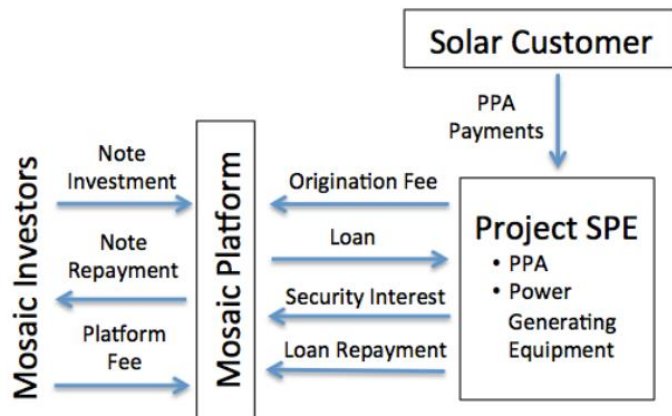 Solar Customer
PPA
Payments
Mosaic Investors
Note
Investment
Note
Repayment
Platform
Fee
Mosaic Platform
Origination Fee
Loan
Security Interest
Loan Repayment
Project SPE
• PPA
• Power
Generating
Equipment